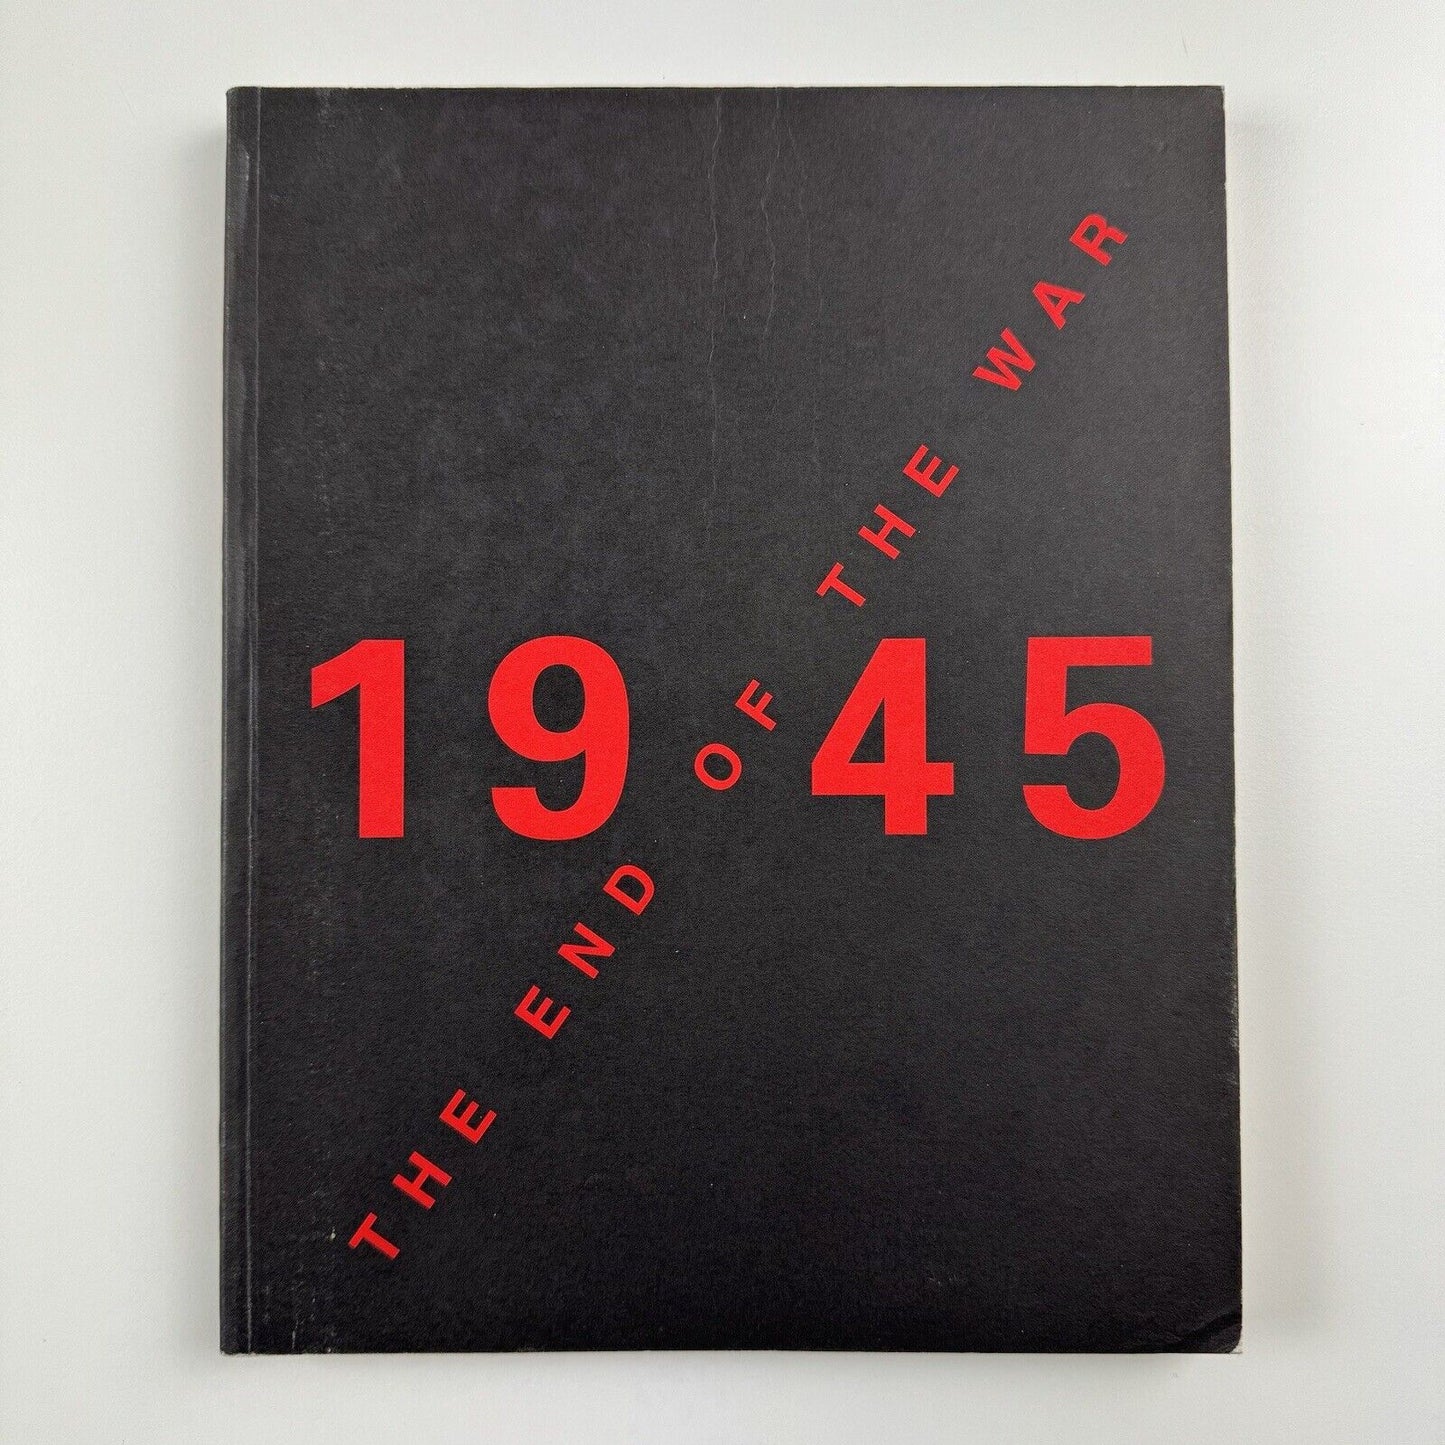 1945
THE END OF THE WAR